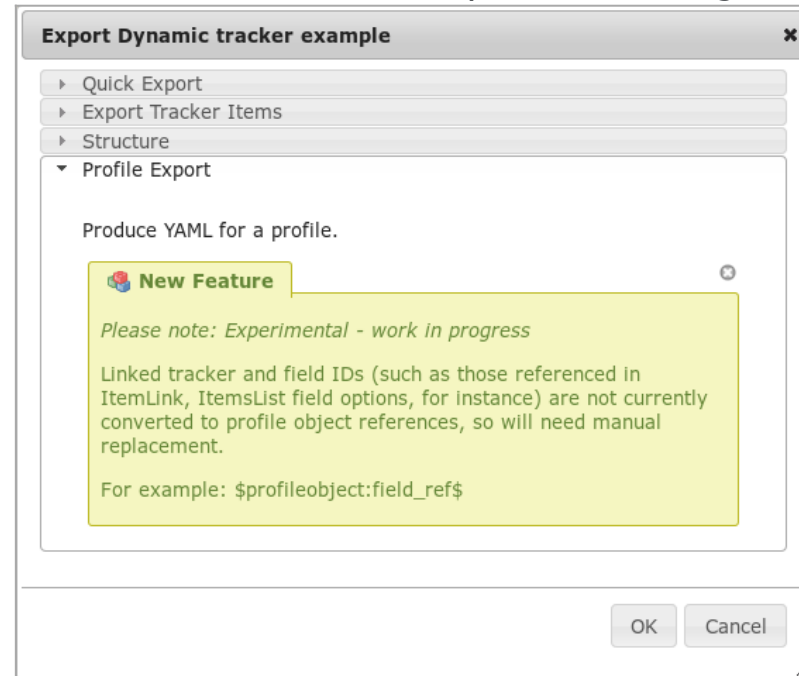 Export Dynamic tracker example
Quick Export
Export Tracker Items
Structure
Profile Export
Produce YAML for a profile.
New Feature
Please note: Experimental - work in progress
Linked tracker and field IDs (such as those referenced in
ItemLink, ItemsList field options, for instance) are not currently
converted to profile object references, so will need manual
replacement.
For example: $profileobject:field_ref$
OK Cancel